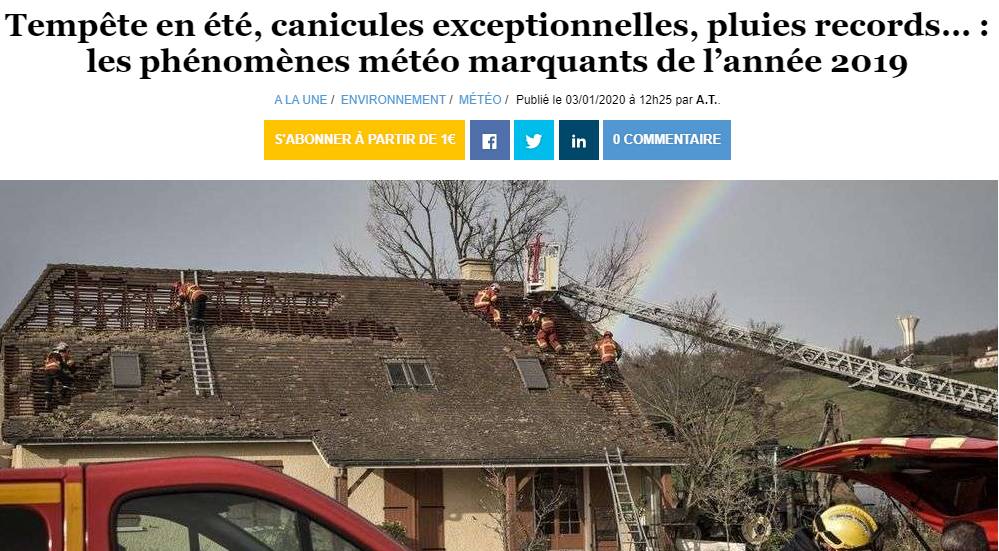 Tempête en été, canicules exceptionnelles, pluies records... :
les phénomènes météo marquants de l'année 2019
A LA UNE / ENVIRONNEMENT / MÉTÉO / Publié le 03/01/2020 à 12h25 par A.T..
S'ABONNER À PARTIR DE 1€ in 0 COMMENTAIRE